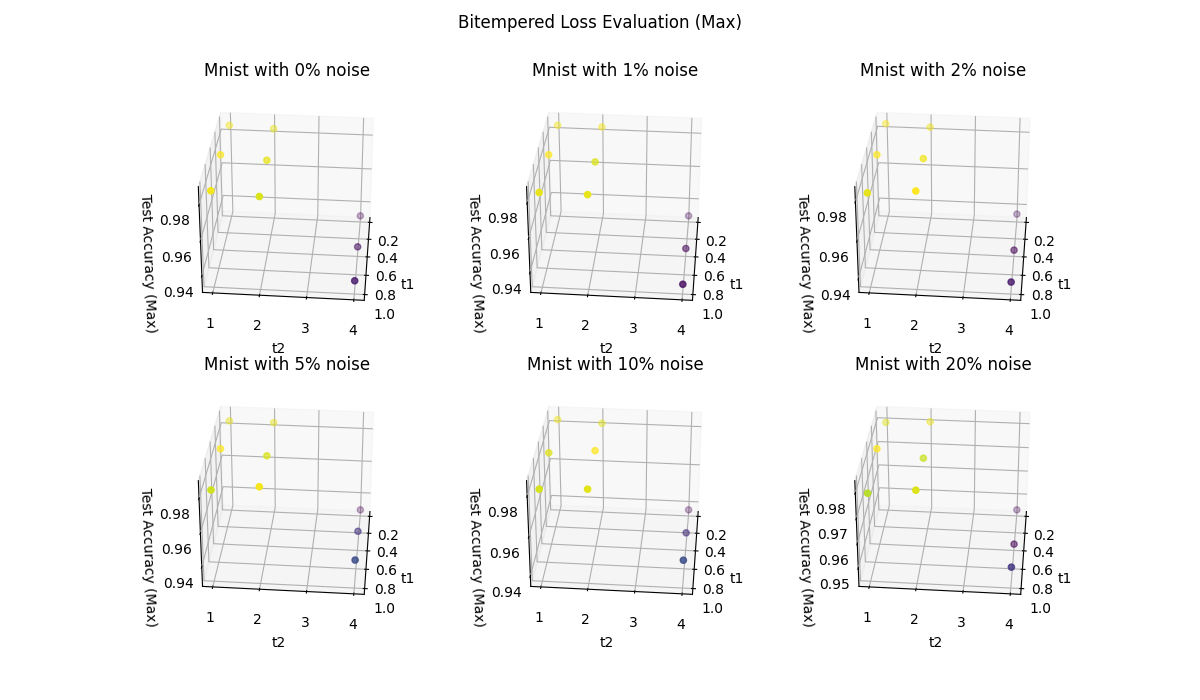 Bitempered Loss Evaluation (Max)
Mnist with 0% noise
Test Accuracy (Max)
0.98
0.96
0.94
1
2
3
4
t2
0.2
0.4
0.6
0.8
1.0
t1
Mnist with 1% noise
Test Accuracy (Max)
0.98
0.96
0.94
1
2
3
4
t2
0.2
0.4
0.6
0.8
1.0
t1
Mnist with 2% noise
Test Accuracy (Max)
0.98
0.96
0.94
1
2
3
4
t2
0.2
0.4
0.6
0.8
1.0
t1
Mnist with 5% noise
Test Accuracy (Max)
0.98
0.96
0.94
1
2
3
4
t2
0.2
0.4
0.6
0.8
1.0
t1
Mnist with 10% noise
Test Accuracy (Max)
0.98
0.96
0.94
1
2
3
4
t2
0.2
0.4
0.6
0.8
1.0
t1
Mnist with 20% noise
Test Accuracy (Max)
0.98
0.97
0.96
0.95
1
2
3
4
t2
0.2
0.4
0.6
0.8
1.0
t1